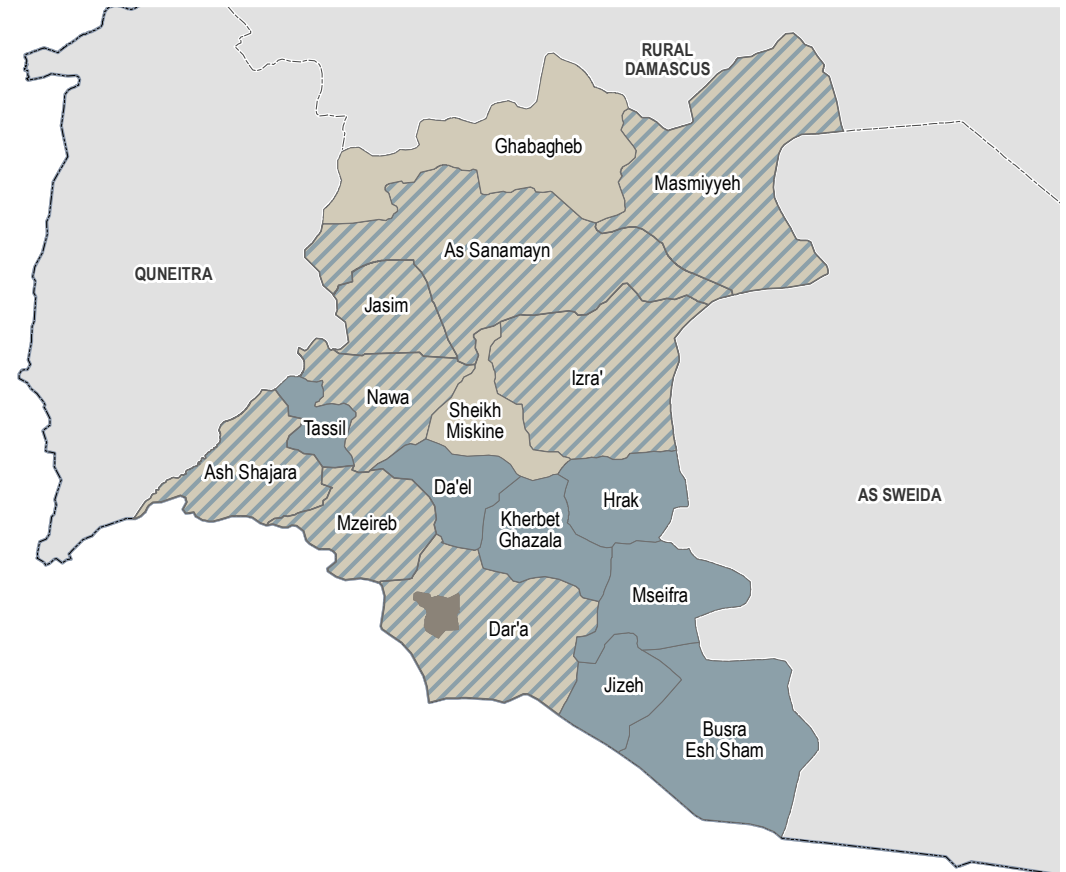 RURAL
DAMASCUS
Ghabagheb
Masmiyyeh
As Sanamayn
QUNEITRA
Jasim
Izra'
Nawa
Sheikh
Miskine
Tassil
Ash Shajara
Da'el
Hrak
AS SWEIDA
Kherbet
Ghazala
Mzeireb
Mseifra
Dar'a
Jizeh
Busra
Esh Sham